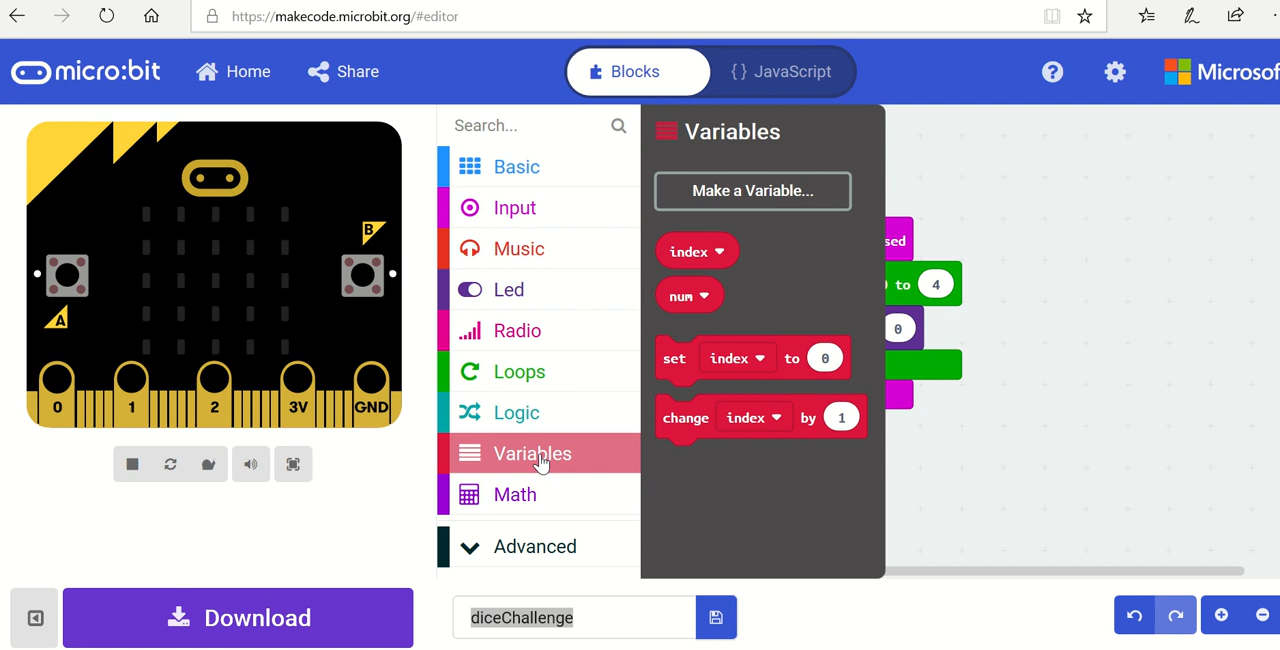 https://makecode.microbit.org/#editor
micro:bit Home Share Blocks {} JavaScript ? Microsof
Search...
Basic
Input
Music
Led
Radio
Loops
Logic
Variables
Math
Advanced
Variables
Make a Variable...
index
num
set index to 0
change index by 1
sed
to 4
0
B
A
0 1 2 3V GND
Download
diceChallenge